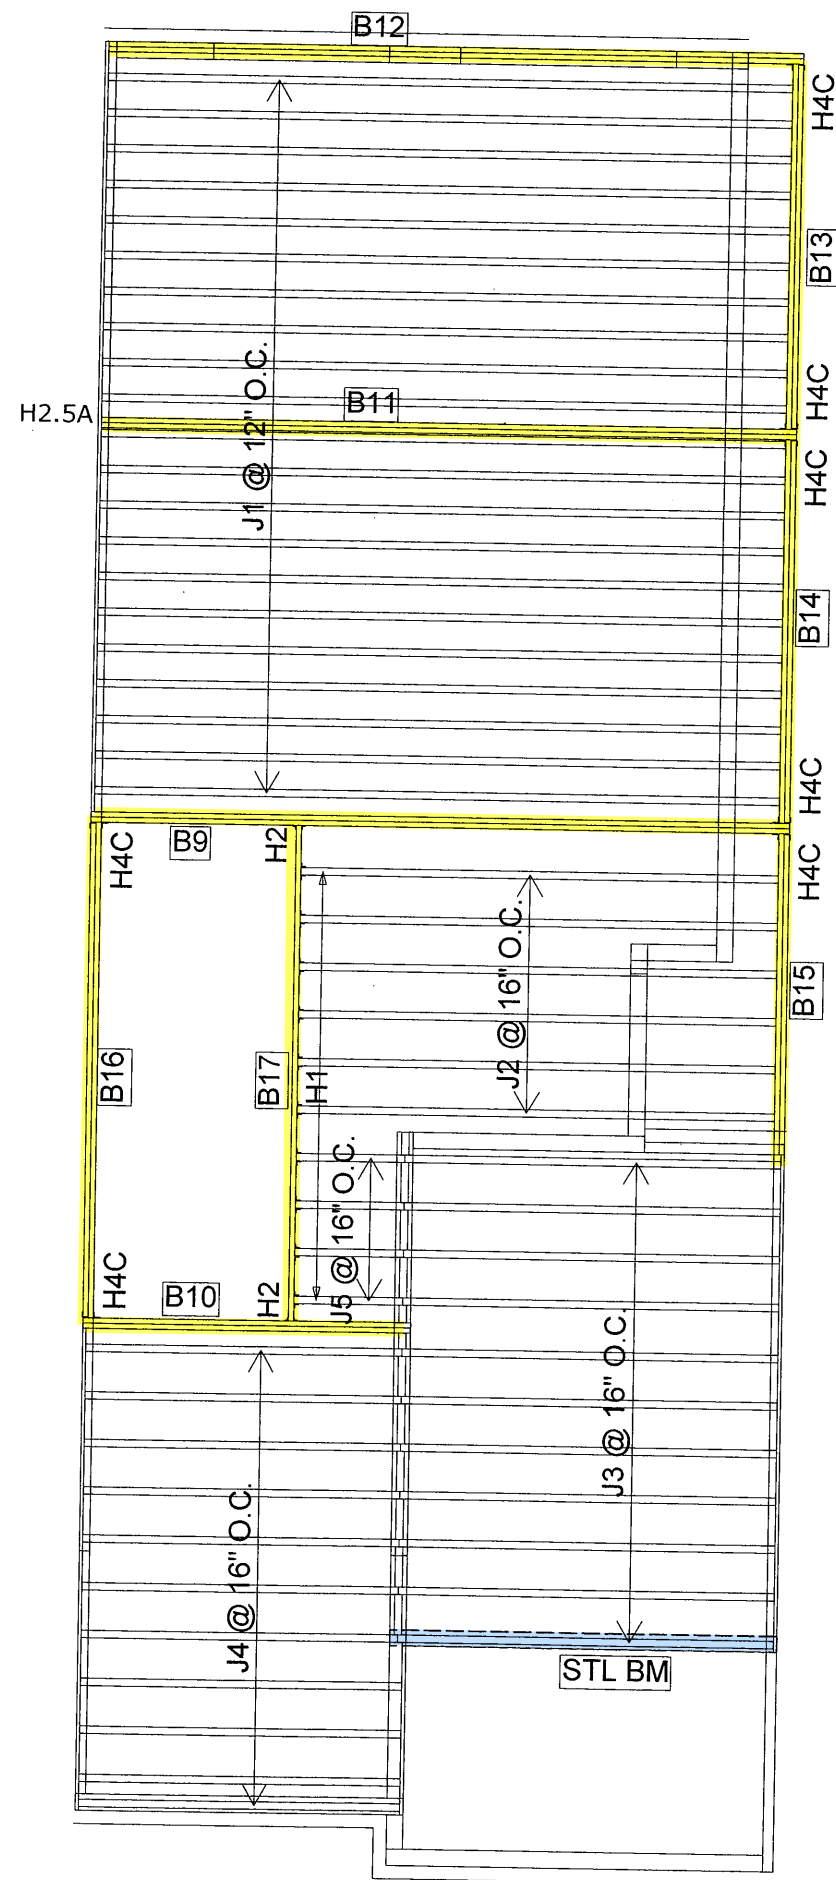 B12
H4C
B13
H4C
J1 @ 12" O.C.
H2.5A
B11
H4C
B14
H4C
B9
H4C
H2
H4C
J2 @ 16" O.C.
B15
B16
B17
H1
J5 @ 16" O.C.
H4C
B10
H2
J3 @ 16" O.C.
J4 @ 16" O.C.
STL BM